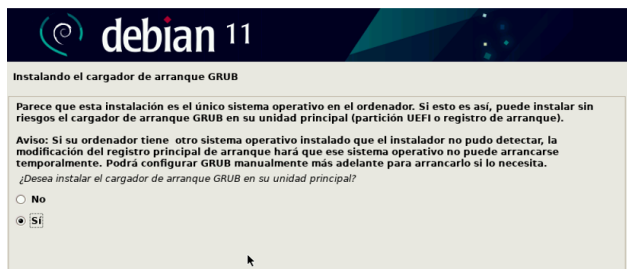 debian 11
Instalando el cargador de arranque GRUB
Parece que esta instalación es el único sistema operativo en el ordenador. Si esto es así, puede instalar sin
riesgos el cargador de arranque GRUB en su unidad principal (partición UEFI o registro de arranque).
Aviso: Si su ordenador tiene otro sistema operativo instalado que el instalador no pudo detectar, la
modificación del registro principal de arranque hará que ese sistema operativo no puede arrancarse
temporalmente. Podrá configurar GRUB manualmente más adelante para arrancarlo si lo necesita.
¿Desea instalar el cargador de arranque GRUB en su unidad principal?
No
Sí